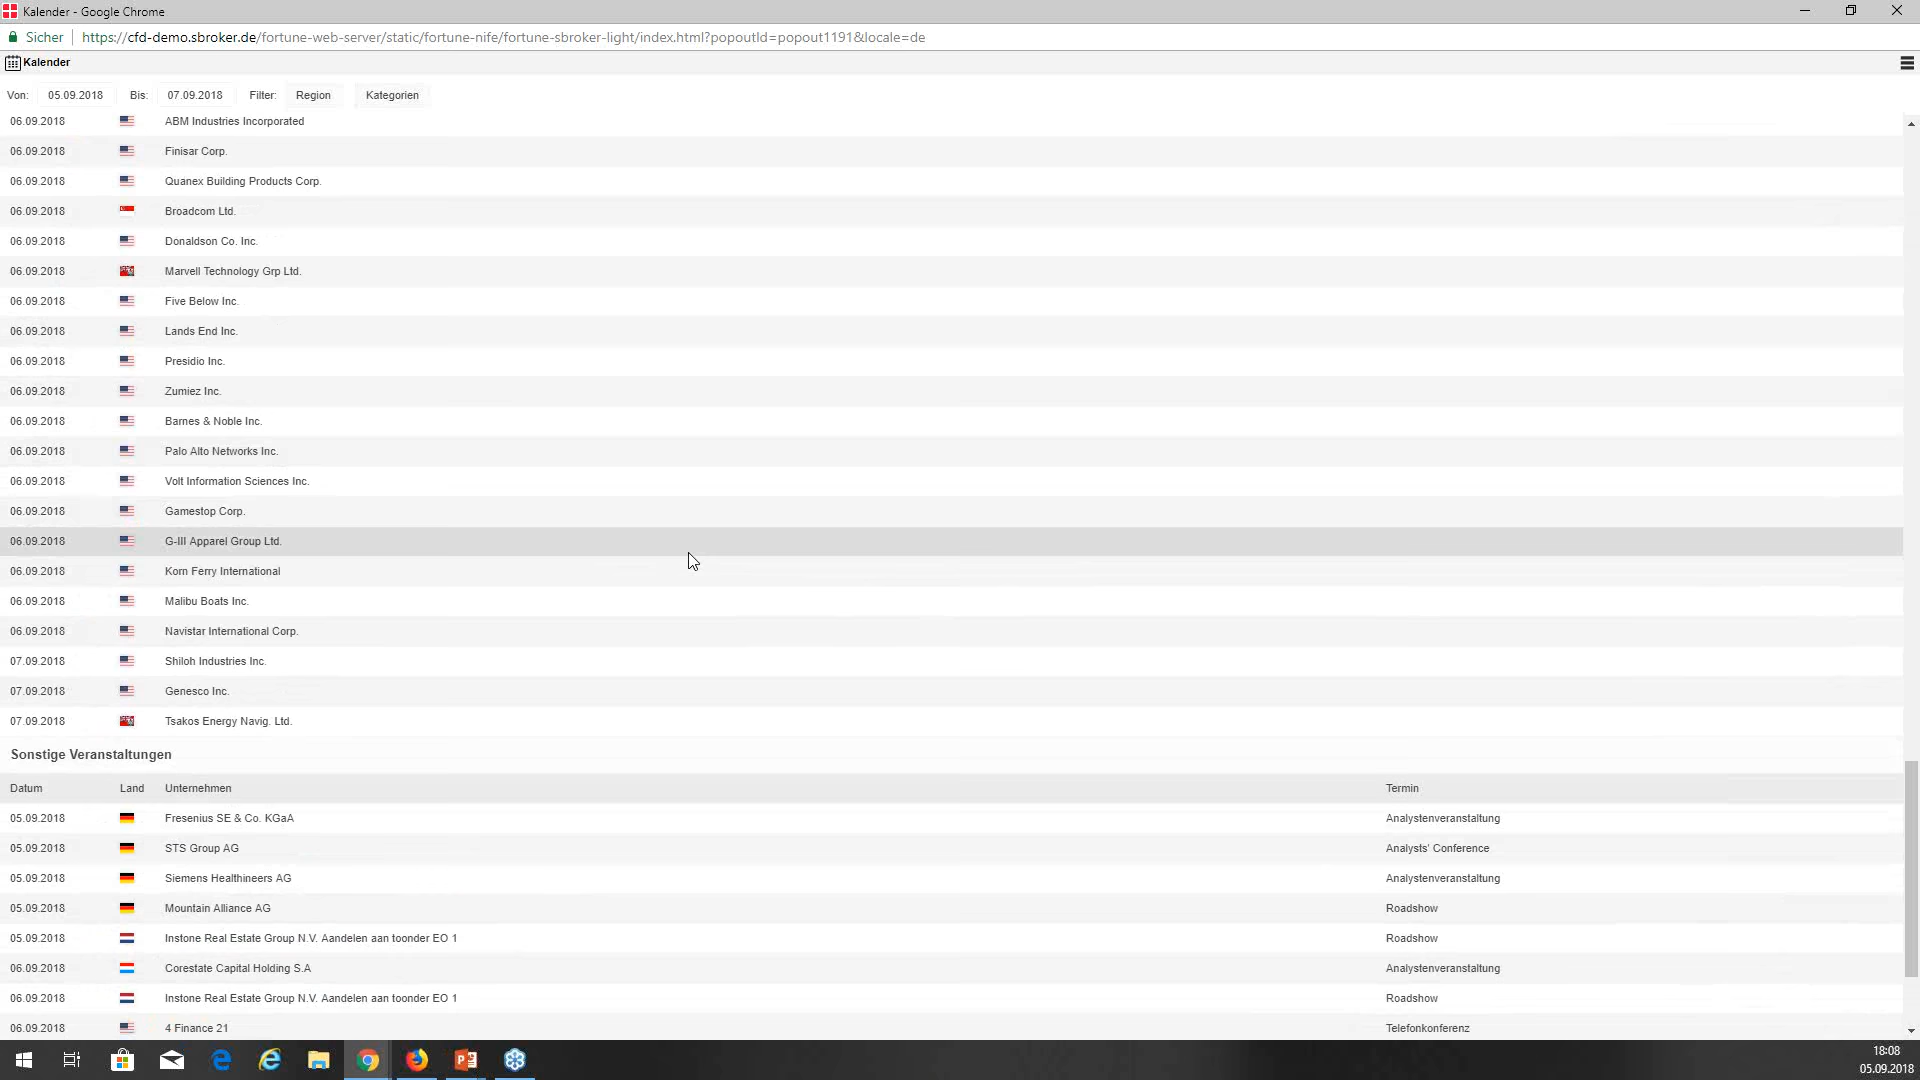 Kalender - Google Chrome
Sicher https://cfd-demo.sbroker.de/fortune-web-server/static/fortune-nife/fortune-sbroker-light/index.html?popoutId=popout1191&locale=de
Kalender
Von: 05.09.2018 Bis: 07.09.2018 Filter: Region Kategorien
06.09.2018 ABM Industries Incorporated
06.09.2018 Finisar Corp.
06.09.2018 Quanex Building Products Corp.
06.09.2018 Broadcom Ltd.
06.09.2018 Donaldson Co. Inc.
06.09.2018 Marvell Technology Grp Ltd.
06.09.2018 Five Below Inc.
06.09.2018 Lands End Inc.
06.09.2018 Presidio Inc.
06.09.2018 Zumiez Inc.
06.09.2018 Barnes & Noble Inc.
06.09.2018 Palo Alto Networks Inc.
06.09.2018 Volt Information Sciences Inc.
06.09.2018 Gamestop Corp.
06.09.2018 G-III Apparel Group Ltd.
06.09.2018 Korn Ferry International
06.09.2018 Malibu Boats Inc.
06.09.2018 Navistar International Corp.
07.09.2018 Shiloh Industries Inc.
07.09.2018 Genesco Inc.
07.09.2018 Tsakos Energy Navig. Ltd.
Sonstige Veranstaltungen
Datum Land Unternehmen Termin
05.09.2018 Fresenius SE & Co. KGaA Analystenveranstaltung
05.09.2018 STS Group AG Analysts' Conference
05.09.2018 Siemens Healthineers AG Analystenveranstaltung
05.09.2018 Mountain Alliance AG Roadshow
05.09.2018 Instone Real Estate Group N.V. Aandelen aan toonder EO 1 Roadshow
06.09.2018 Corestate Capital Holding S.A Analystenveranstaltung
06.09.2018 Instone Real Estate Group N.V. Aandelen aan toonder EO 1 Roadshow
06.09.2018 4 Finance 21 Telefonkonferenz
18:08
05.09.2018